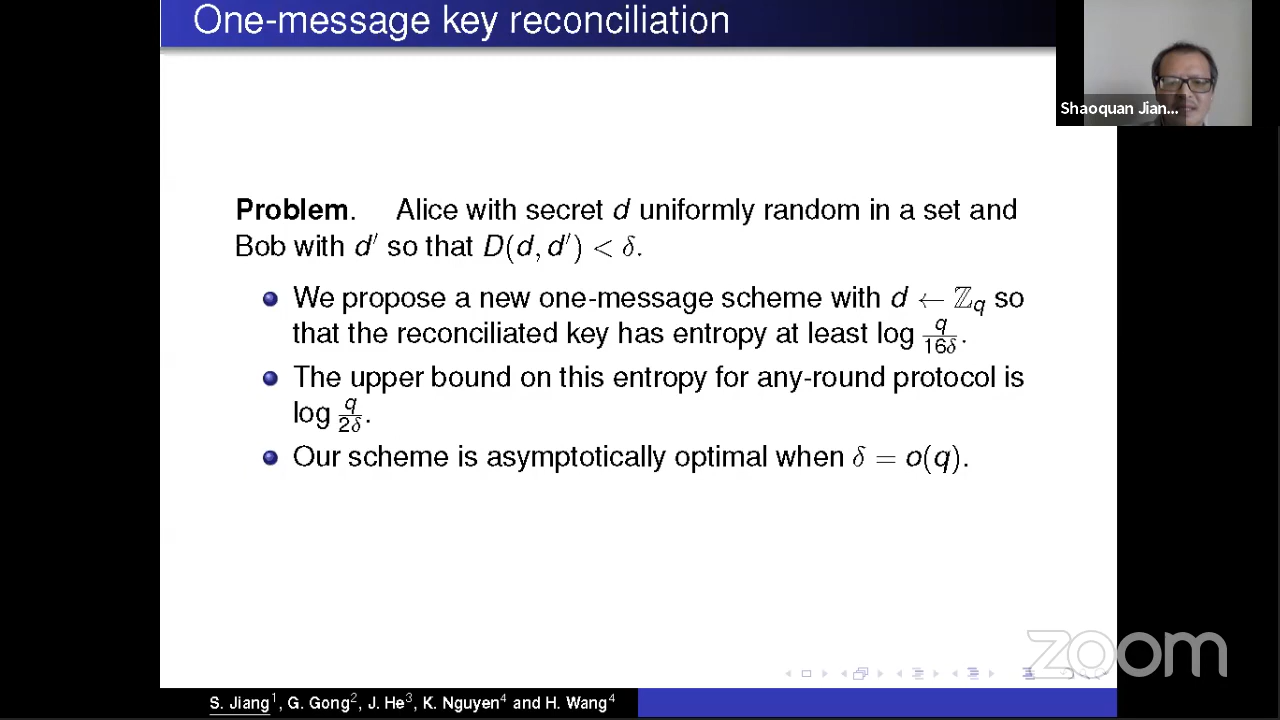 One-message key reconciliation
Shaoquan Jian...
Problem. Alice with secret d uniformly random in a set and
Bob with d′ so that D(d, d′) < δ.
We propose a new one-message scheme with d ← ℤq so
that the reconciliated key has entropy at least log q/16δ.
The upper bound on this entropy for any-round protocol is
log q/2δ.
Our scheme is asymptotically optimal when δ = o(q).
zoom
S. Jiang¹, G. Gong², J. He³, K. Nguyen⁴ and H. Wang⁴